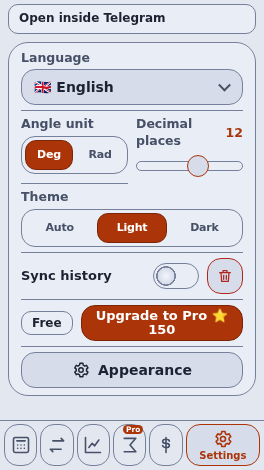 Open inside Telegram
Language
🇬🇧 English
Angle unit
Deg
Rad
Decimal
places
12
Theme
Auto
Light
Dark
Sync history
Free
Upgrade to Pro ⭐
150
Appearance
Pro
Settings